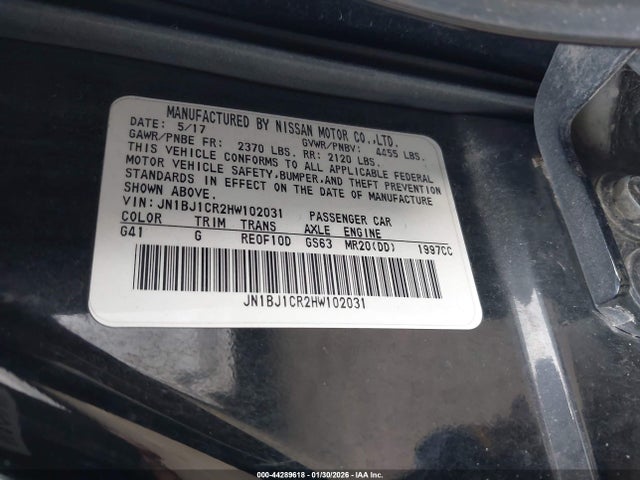 MANUFACTURED BY NISSAN MOTOR CO.,LTD.
DATE: 5/17 GVWR/PNBV: 4455 LBS.
GAWR/PNBE FR: 2370 LBS. RR: 2120 LBS.
THIS VEHICLE CONFORMS TO ALL APPLICABLE FEDERAL
MOTOR VEHICLE SAFETY,BUMPER,AND THEFT PREVENTION
STANDARDS IN EFFECT ON THE DATE OF MANUFACTURE
SHOWN ABOVE.
VIN: JN1BJ1CR2HW102031 PASSENGER CAR
COLOR TRIM TRANS AXLE ENGINE
G41 G RE0F10D GS63 MR20(DD) 1997CC
JN1BJ1CR2HW102031
000-44289618 - 01/30/2026 - IAA Inc.